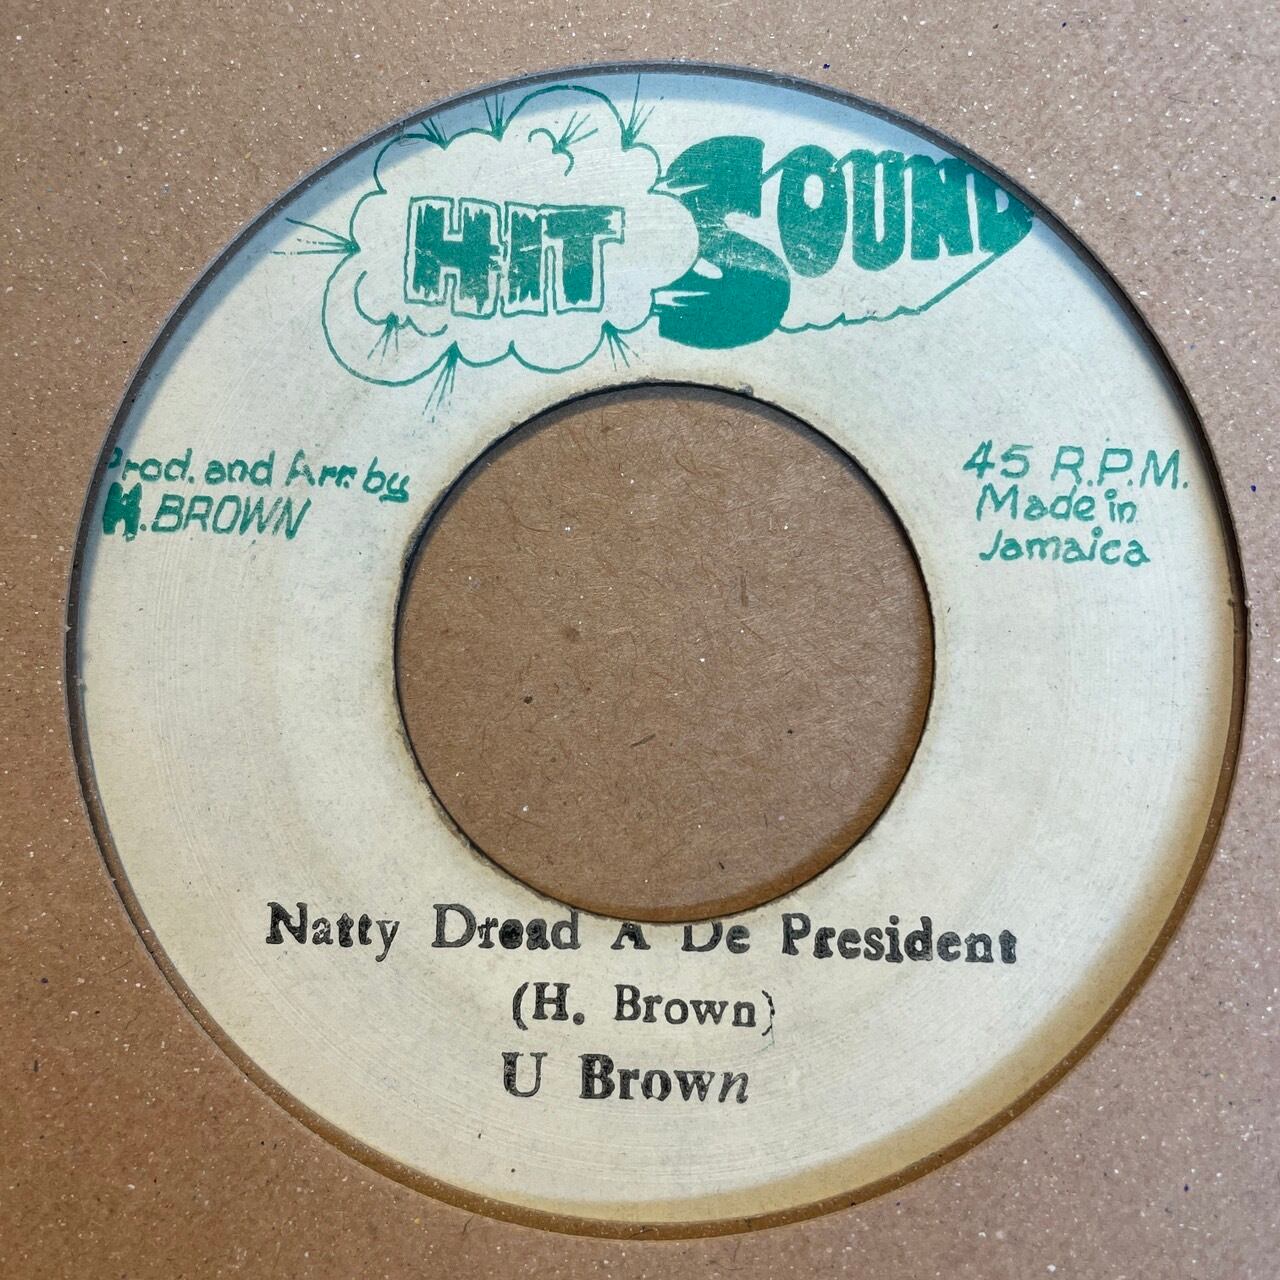 HIT SOUND
Prod. and Arr. by
H. BROWN
45 R.P.M.
Made in
Jamaica
Natty Dread A De President
(H. Brown)
U Brown